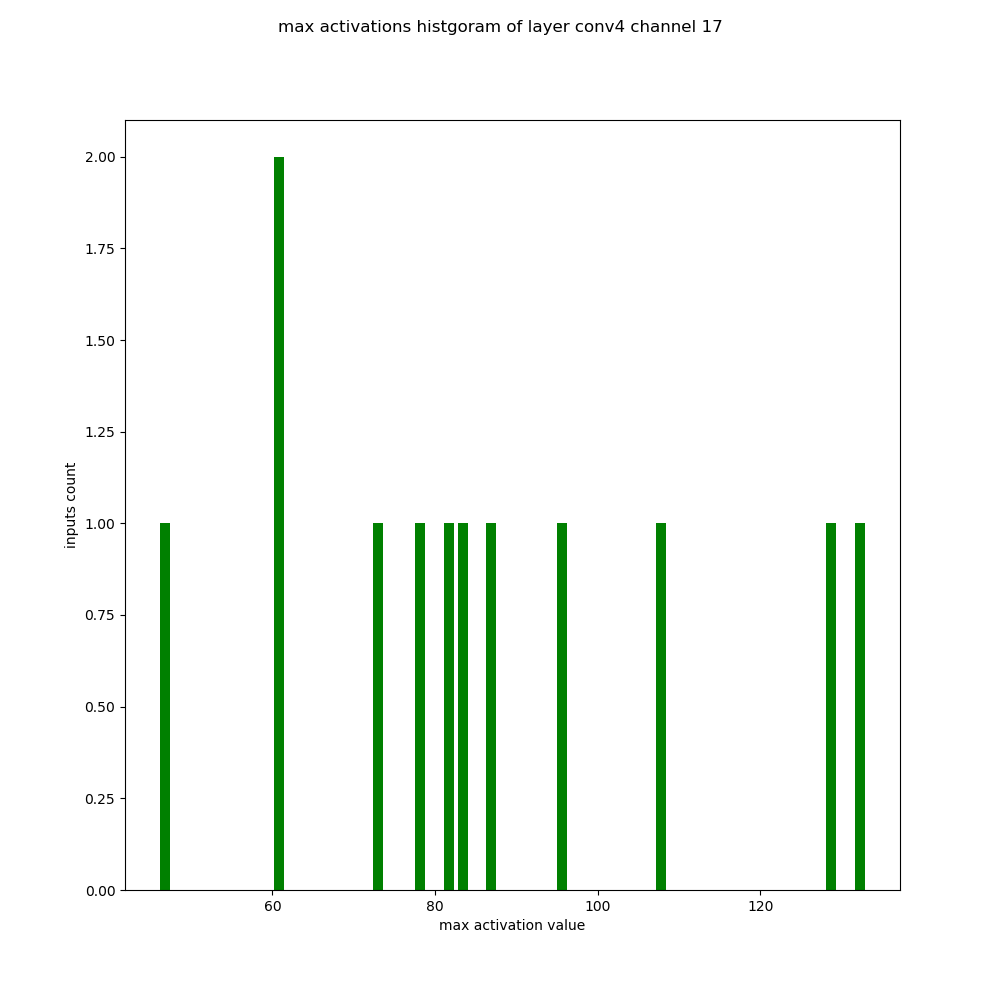 max activations histgoram of layer conv4 channel 17
2.00
1.75
1.50
1.25
1.00
0.75
0.50
0.25
0.00
inputs count
60 80 100 120
max activation value